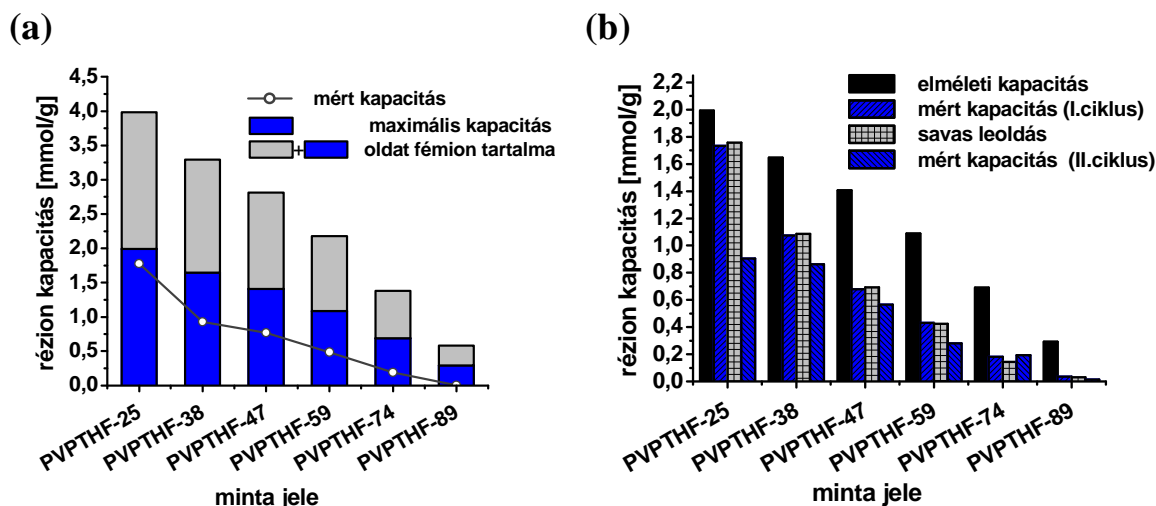 (a)
rézion kapacitás [mmol/g]
4,5
4,0
3,5
3,0
2,5
2,0
1,5
1,0
0,5
0,0
mért kapacitás
maximális kapacitás
+ oldat fémion tartalma
PVPTHF-25
PVPTHF-38
PVPTHF-47
PVPTHF-59
PVPTHF-74
PVPTHF-89
minta jele
(b)
rézion kapacitás [mmol/g]
2,2
2,0
1,8
1,6
1,4
1,2
1,0
0,8
0,6
0,4
0,2
0,0
elméleti kapacitás
mért kapacitás (I.ciklus)
savas leoldás
mért kapacitás (II.ciklus)
PVPTHF-25
PVPTHF-38
PVPTHF-47
PVPTHF-59
PVPTHF-74
PVPTHF-89
minta jele